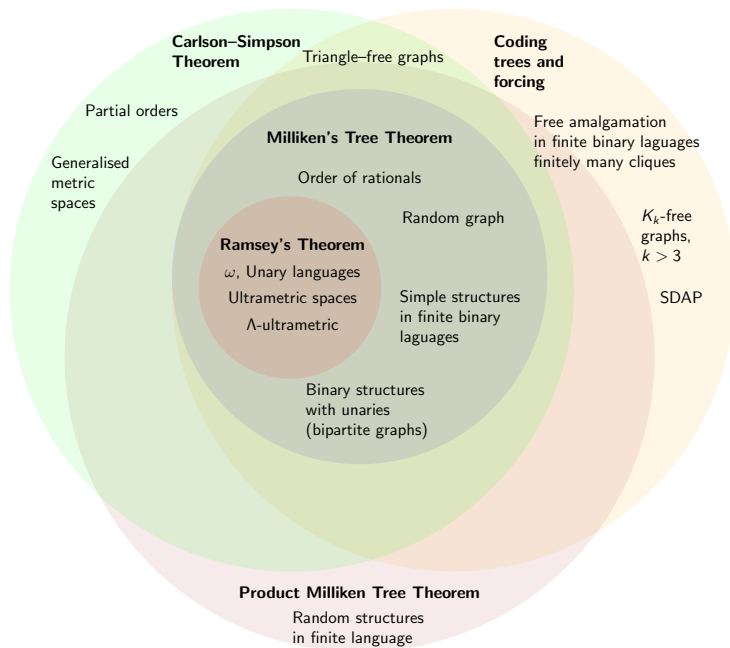 Carlson–Simpson
Theorem
Triangle–free graphs
Coding
trees and
forcing
Partial orders
Free amalgamation
in finite binary laguages
finitely many cliques
Milliken's Tree Theorem
Generalised
metric
spaces
Order of rationals
Random graph
K_k-free
graphs,
k > 3
Ramsey's Theorem
ω, Unary languages
Ultrametric spaces
Λ-ultrametric
Simple structures
in finite binary
laguages
SDAP
Binary structures
with unaries
(bipartite graphs)
Product Milliken Tree Theorem
Random structures
in finite language